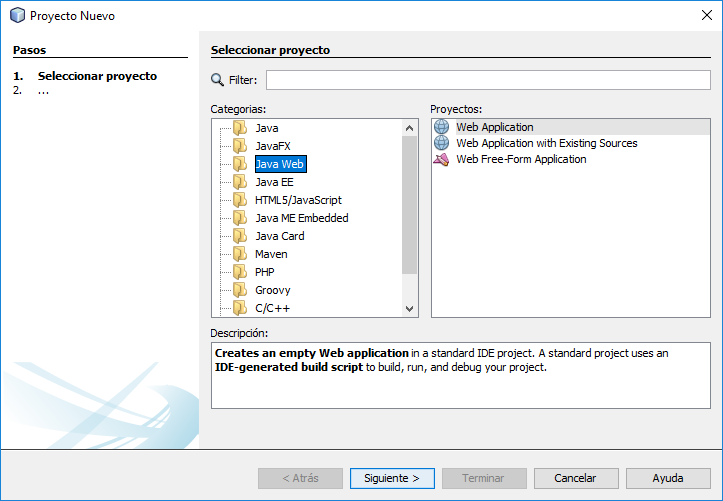 Proyecto Nuevo
Pasos
1. Seleccionar proyecto
2. ...
Seleccionar proyecto
Filter:
Categorías:
Java
JavaFX
Java Web
Java EE
HTML5/JavaScript
Java ME Embedded
Java Card
Maven
PHP
Groovy
C/C++
Proyectos:
Web Application
Web Application with Existing Sources
Web Free-Form Application
Descripción:
Creates an empty Web application in a standard IDE project. A standard project uses an
IDE-generated build script to build, run, and debug your project.
< Atrás
Siguiente >
Terminar
Cancelar
Ayuda